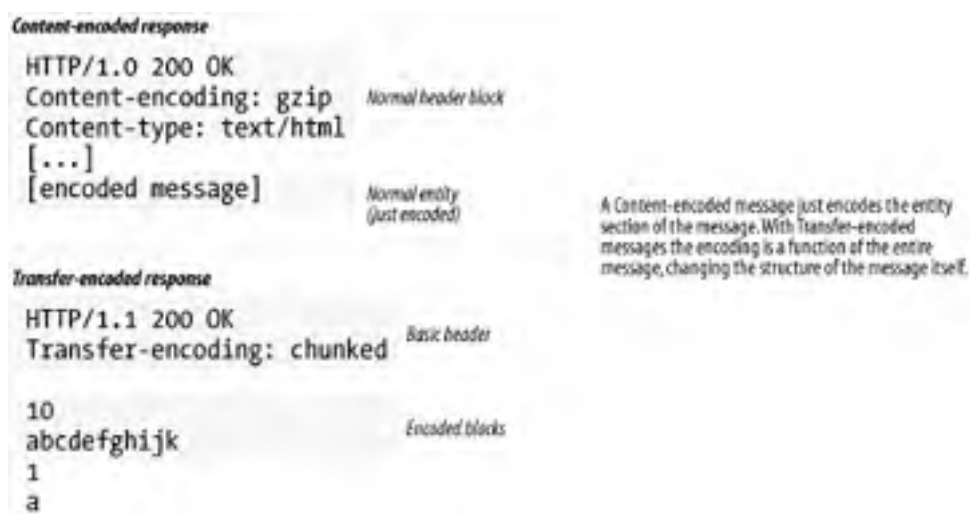 Content-encoded response
HTTP/1.0 200 OK
Content-encoding: gzip
Normal header block
Content-type: text/html
[...]
[encoded message]
Normal entity
(just encoded)
A Content-encoded message just encodes the entity
section of the message. With Transfer-encoded
messages the encoding is a function of the entire
message, changing the structure of the message itself.
Transfer-encoded response
HTTP/1.1 200 OK
Basic header
Transfer-encoding: chunked
10
abcdefghijk
Encoded blocks
1
a